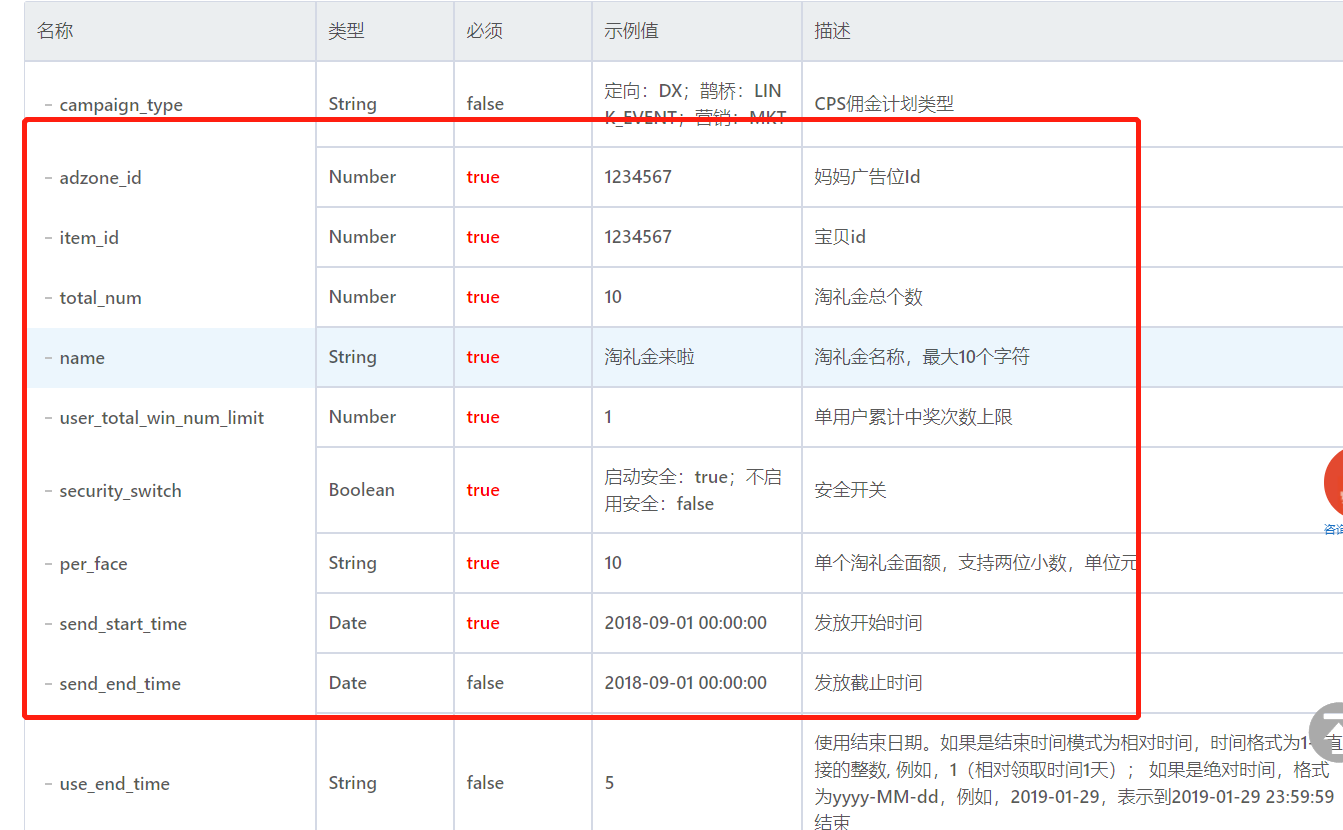 名称 类型 必须 示例值 描述
campaign_type String false 定向：DX；鹊桥：LIN
K_EVENT；营销：MKT CPS佣金计划类型
adzone_id Number true 1234567 妈妈广告位Id
item_id Number true 1234567 宝贝id
total_num Number true 10 淘礼金总个数
name String true 淘礼金来啦 淘礼金名称，最大10个字符
user_total_win_num_limit Number true 1 单用户累计中奖次数上限
security_switch Boolean true 启动安全：true；不启
用安全：false 安全开关
per_face String true 10 单个淘礼金面额，支持两位小数，单位元
send_start_time Date true 2018-09-01 00:00:00 发放开始时间
咨询
send_end_time Date false 2018-09-01 00:00:00 发放截止时间
使用结束日期。如果是结束时间模式为相对时间，时间格式为1-直
接的整数, 例如，1（相对领取时间1天）； 如果是绝对时间，格式
use_end_time String false 5 为yyyy-MM-dd，例如，2019-01-29，表示到2019-01-29 23:59:59
结束